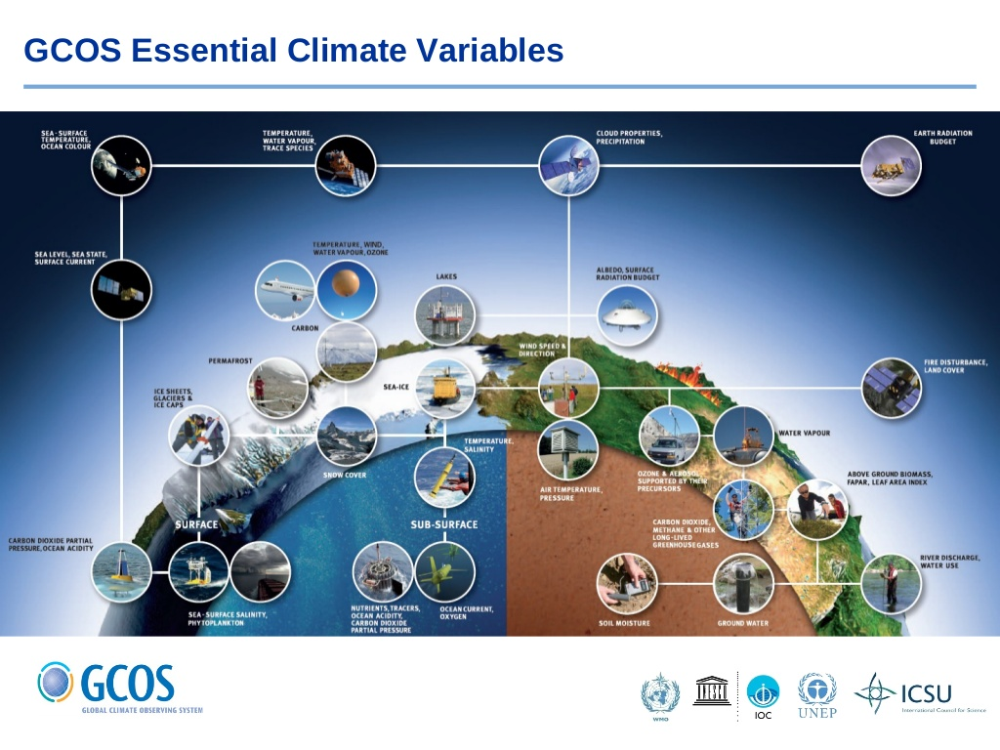 GCOS Essential Climate Variables
SEA - SURFACE
TEMPERATURE,
OCEAN COLOUR
TEMPERATURE,
WATER VAPOUR,
TRACE SPECIES
CLOUD PROPERTIES,
PRECIPITATION
EARTH RADIATION
BUDGET
SEA LEVEL, SEA STATE,
SURFACE CURRENT
TEMPERATURE, WIND,
WATER VAPOUR, OZONE
LAKES
ALBEDO, SURFACE
RADIATION BUDGET
CARBON
PERMAFROST
WIND SPEED &
DIRECTION
FIRE DISTURBANCE,
LAND COVER
ICE SHEETS,
GLACIERS &
ICE CAPS
SEA-ICE
SNOW COVER
TEMPERATURE,
SALINITY
WATER VAPOUR
AIR TEMPERATURE,
PRESSURE
OZONE & AEROSOL
SUPPORTED BY THEIR
PRECURSORS
ABOVE GROUND BIOMASS,
FAPAR, LEAF AREA INDEX
SURFACE
SUB-SURFACE
CARBON DIOXIDE,
METHANE & OTHER
LONG-LIVED
GREENHOUSE GASES
CARBON DIOXIDE PARTIAL
PRESSURE, OCEAN ACIDITY
RIVER DISCHARGE,
WATER USE
SEA - SURFACE SALINITY,
PHYTOPLANKTON
NUTRIENTS, TRACERS,
OCEAN ACIDITY,
CARBON DIOXIDE
PARTIAL PRESSURE
OCEAN CURRENT,
OXYGEN
SOIL MOISTURE
GROUND WATER
GCOS
GLOBAL CLIMATE OBSERVING SYSTEM
WMO
IOC
UNEP
ICSU
International Council for Science